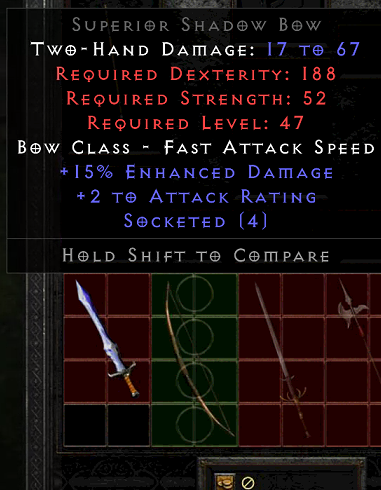 Superior Shadow Bow
Two-Hand Damage: 17 to 67
Required Dexterity: 188
Required Strength: 52
Required Level: 47
Bow Class - Fast Attack Speed
+15% Enhanced Damage
+2 to Attack Rating
Socketed (4)
Hold Shift to Compare